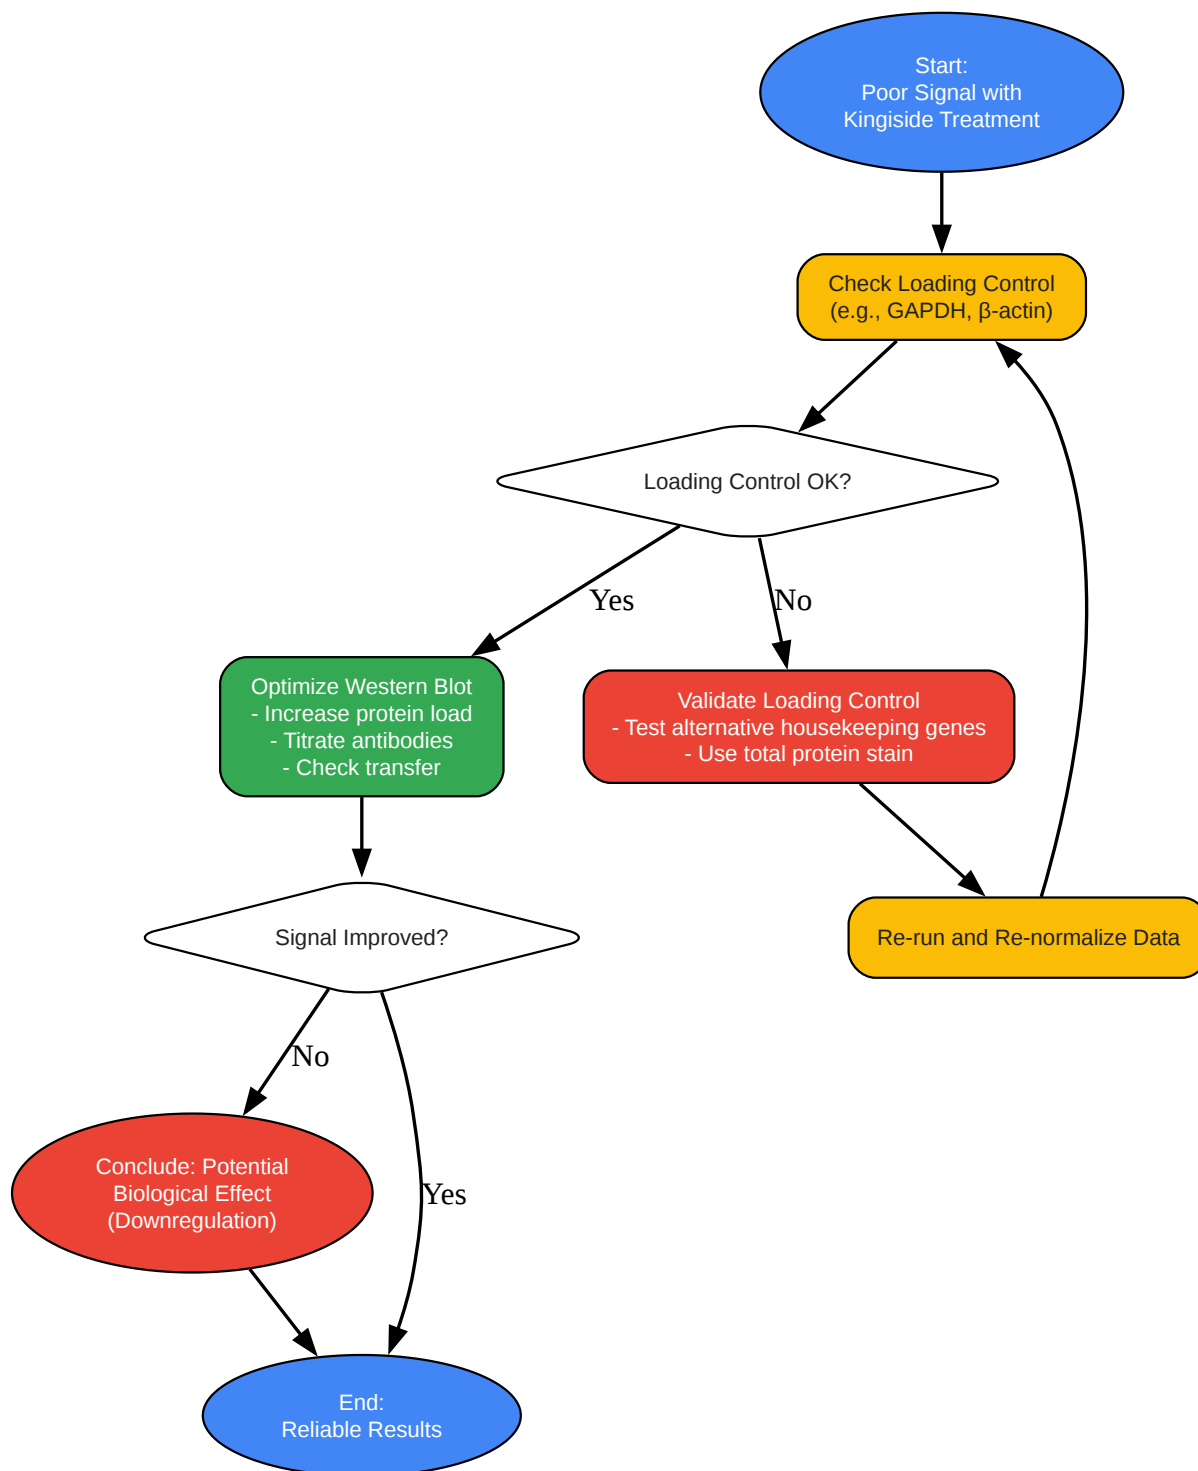 Start:
Poor Signal with
Kingiside Treatment
Check Loading Control
(e.g., GAPDH, β-actin)
Loading Control OK?
Yes
No
Optimize Western Blot
- Increase protein load
- Titrate antibodies
- Check transfer
Validate Loading Control
- Test alternative housekeeping genes
- Use total protein stain
Signal Improved?
Re-run and Re-normalize Data
No
Yes
Conclude: Potential
Biological Effect
(Downregulation)
End:
Reliable Results